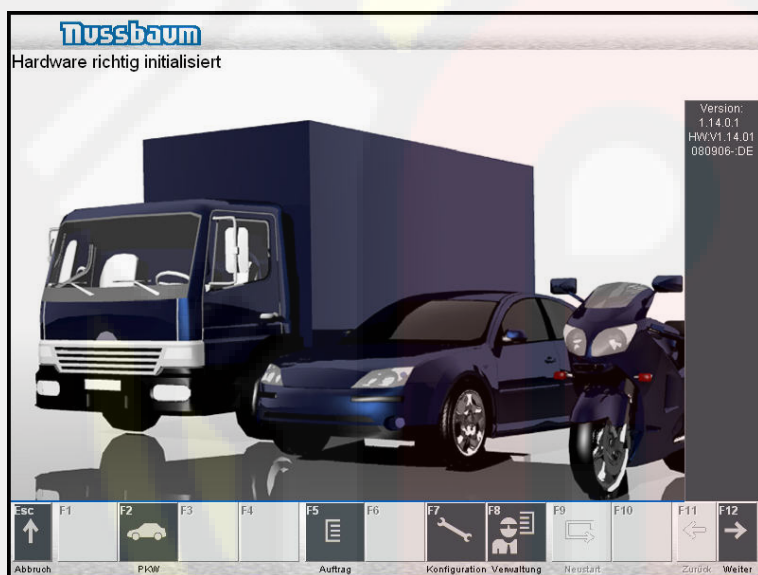 Nussbaum
Hardware richtig initialisiert
Version:
1.14.0.1
HW:V1.14.01
080906-:DE
Esc F1 F2 F3 F4 F5 F6 F7 F8 F9 F10 F11 F12
Abbruch PKW Auftrag Konfiguration Verwaltung Neustart Zurück Weiter